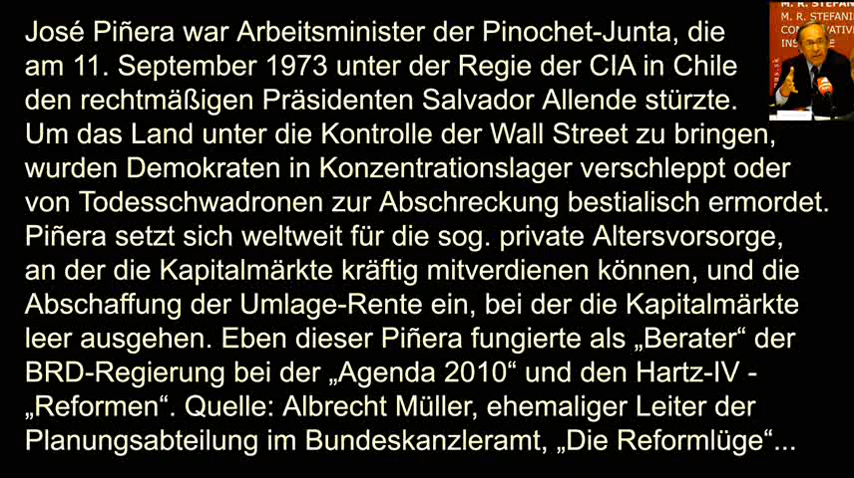 José Piñera war Arbeitsminister der Pinochet-Junta, die
am 11. September 1973 unter der Regie der CIA in Chile
den rechtmäßigen Präsidenten Salvador Allende stürzte.
Um das Land unter die Kontrolle der Wall Street zu bringen,
wurden Demokraten in Konzentrationslager verschleppt oder
von Todesschwadronen zur Abschreckung bestialisch ermordet.
Piñera setzt sich weltweit für die sog. private Altersvorsorge,
an der die Kapitalmärkte kräftig mitverdienen können, und die
Abschaffung der Umlage-Rente ein, bei der die Kapitalmärkte
leer ausgehen. Eben dieser Piñera fungierte als „Berater“ der
BRD-Regierung bei der „Agenda 2010“ und den Hartz-IV -
„Reformen“. Quelle: Albrecht Müller, ehemaliger Leiter der
Planungsabteilung im Bundeskanzleramt, „Die Reformlüge“...
M. R. STEFANI
M. R. STEFANI